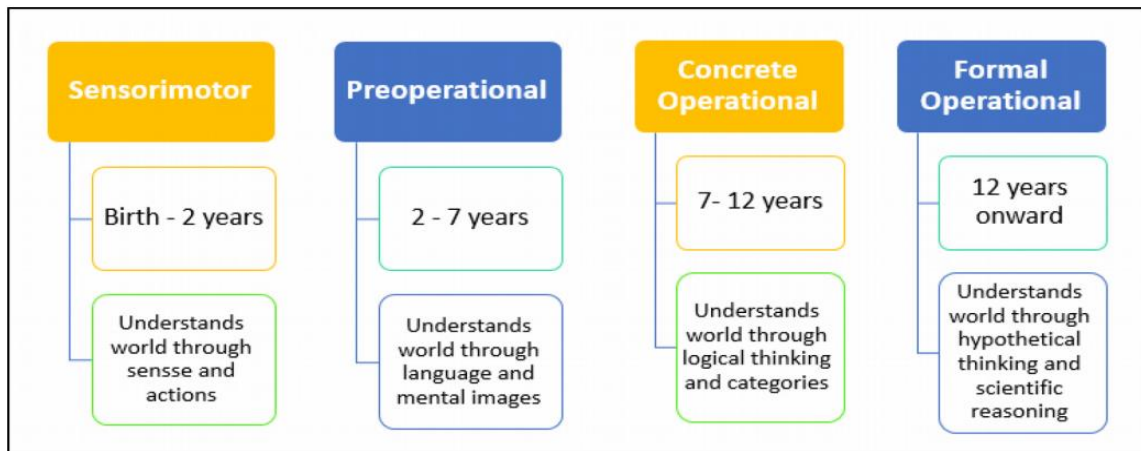 Sensorimotor
Birth - 2 years
Understands
world through
sensse and
actions
Preoperational
2 - 7 years
Understands
world through
language and
mental images
Concrete
Operational
7- 12 years
Understands
world through
logical thinking
and categories
Formal
Operational
12 years
onward
Understands
world through
hypothetical
thinking and
scientific
reasoning